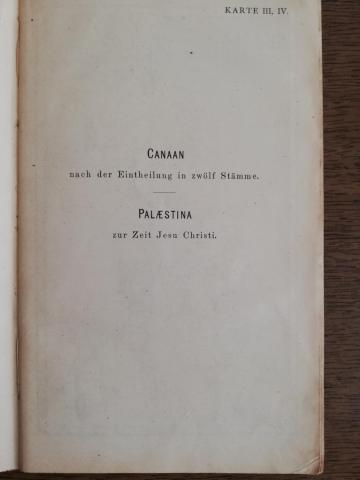 KARTE III, IV.
CANAAN
nach der Eintheilung in zwölf Stämme.
PALÆSTINA
zur Zeit Jesu Christi.